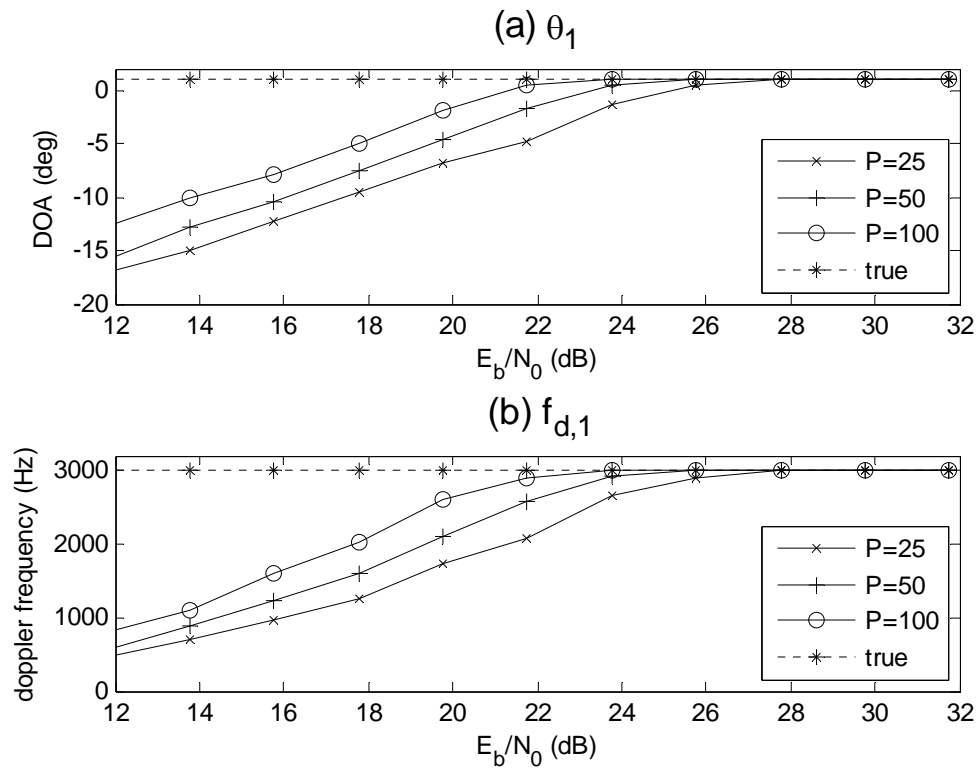 (a) θ1
0
-5
-10
-15
-20
DOA (deg)
P=25
P=50
P=100
true
12 14 16 18 20 22 24 26 28 30 32
Eb/N0 (dB)
(b) fd,1
3000
2000
1000
0
doppler frequency (Hz)
P=25
P=50
P=100
true
12 14 16 18 20 22 24 26 28 30 32
Eb/N0 (dB)